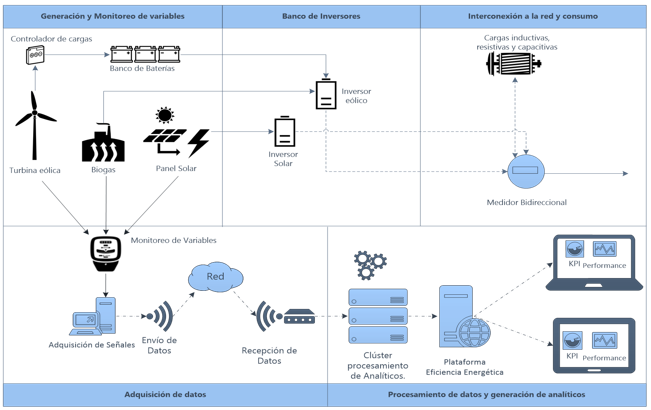 Generación y Monitoreo de variables
Banco de Inversores
Interconexión a la red y consumo
Controlador de cargas
Banco de Baterías
Cargas inductivas,
resistivas y capacitivas
Inversor
eólico
Turbina eólica
Biogas
Panel Solar
Inversor
Solar
Medidor Bidireccional
Monitoreo de Variables
Red
Adquisición de Señales
Envío de
Datos
Recepción de
Datos
Clúster
procesamiento
de Analíticos.
Plataforma
Eficiencia Energética
KPI
Performance
KPI
Performance
Adquisición de datos
Procesamiento de datos y generación de analíticos